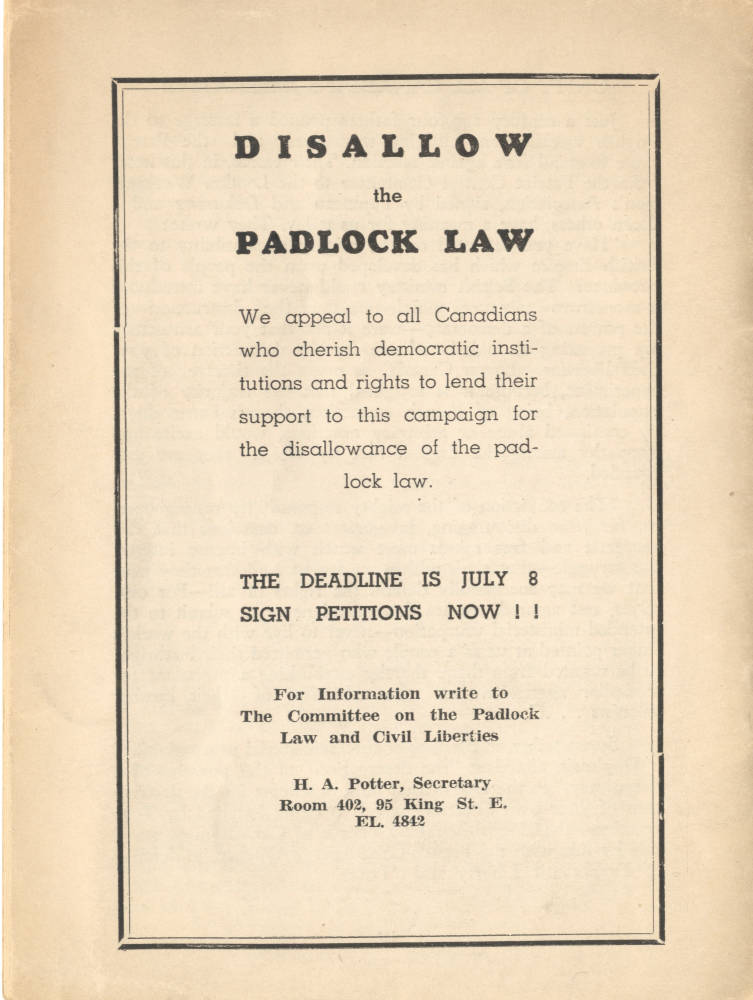 DISALLOW
the
PADLOCK LAW
We appeal to all Canadians
who cherish democratic insti-
tutions and rights to lend their
support to this campaign for
the disallowance of the pad-
lock law.
THE DEADLINE IS JULY 8
SIGN PETITIONS NOW ! !
For Information write to
The Committee on the Padlock
Law and Civil Liberties
H. A. Potter, Secretary
Room 402, 95 King St. E.
EL. 4842